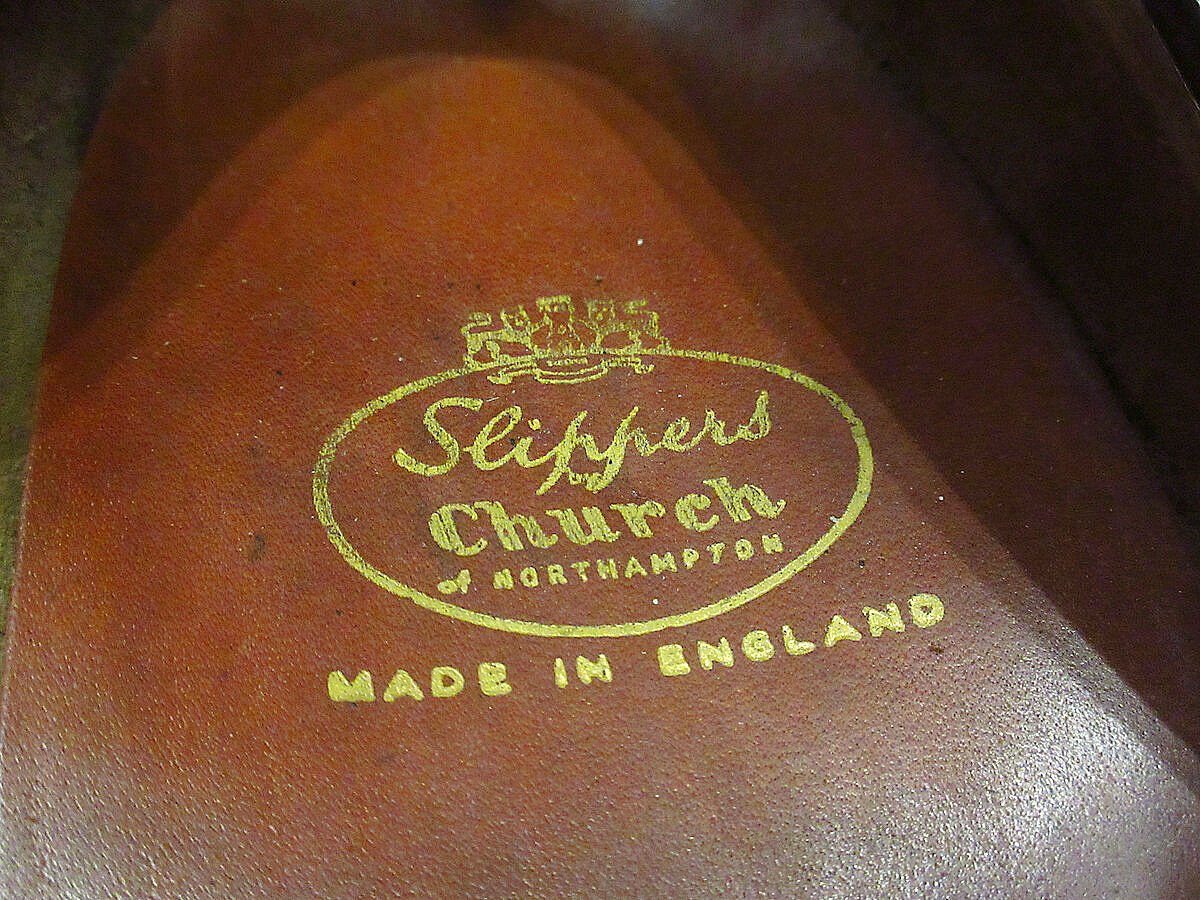 Slippers
Church
of NORTHAMPTON
MADE IN ENGLAND